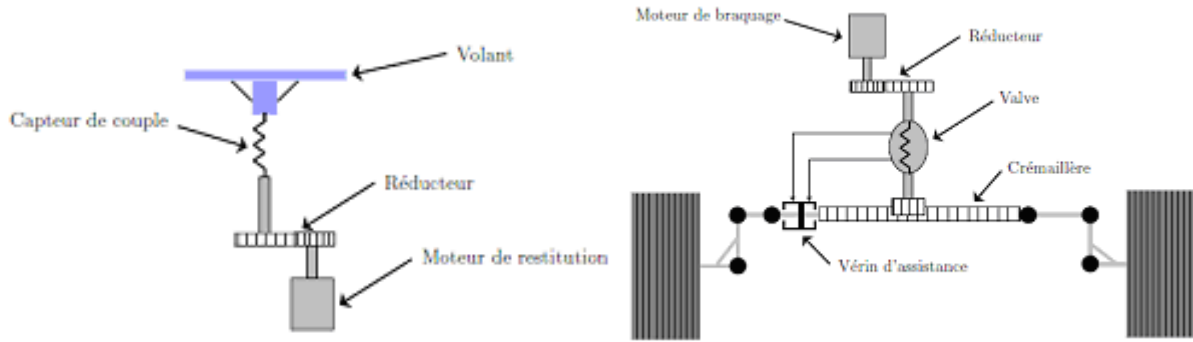 Volant
Capteur de couple
Réducteur
Moteur de restitution
Moteur de braquage
Réducteur
Valve
Crémaillère
Vérin d'assistance